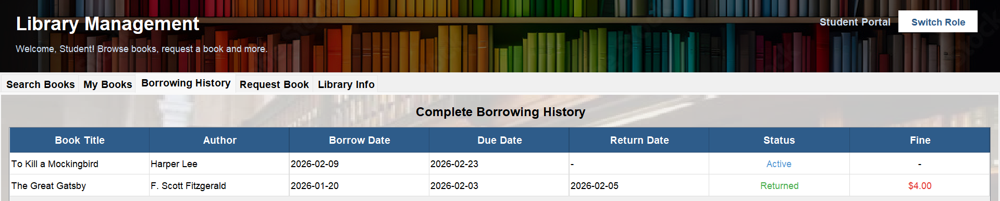 Library Management
Student Portal
Switch Role
Welcome, Student! Browse books, request a book and more.
Search Books My Books Borrowing History Request Book Library Info
Complete Borrowing History
Book Title Author Borrow Date Due Date Return Date Status Fine
To Kill a Mockingbird Harper Lee 2026-02-09 2026-02-23 - Active -
The Great Gatsby F. Scott Fitzgerald 2026-01-20 2026-02-03 2026-02-05 Returned $4.00